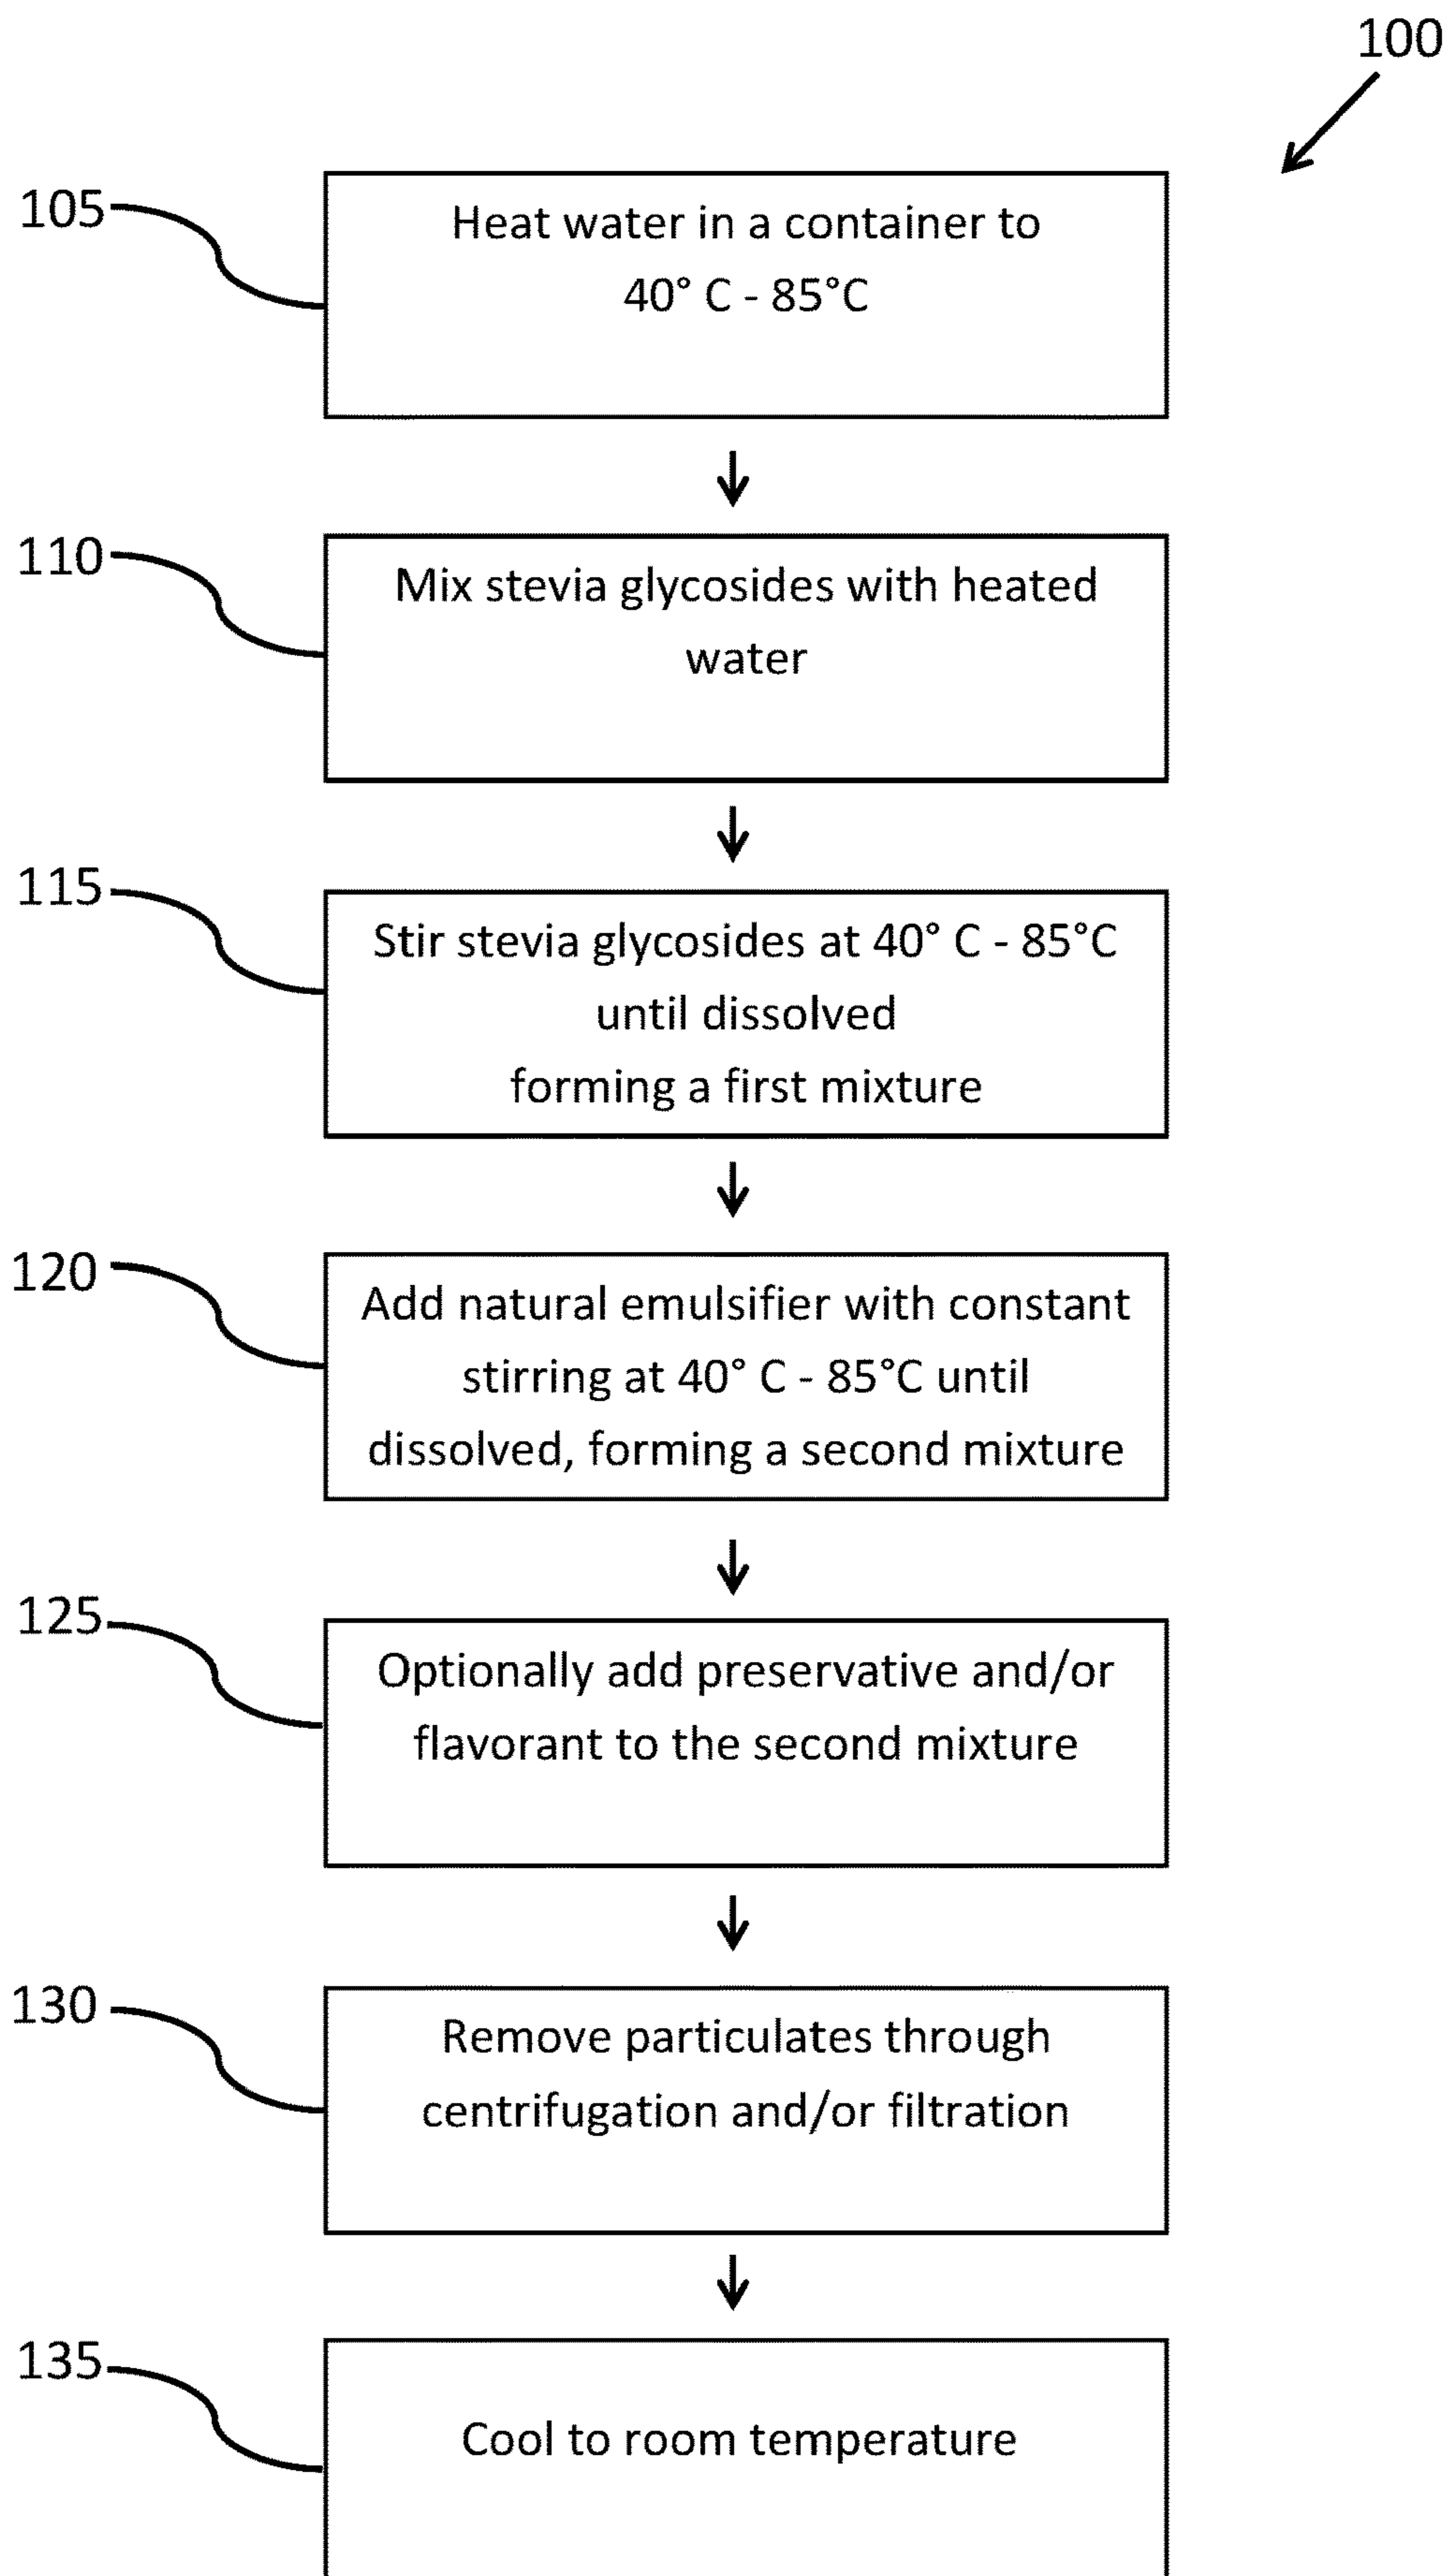 100
105
Heat water in a container to
40° C - 85°C
110
Mix stevia glycosides with heated
water
115
Stir stevia glycosides at 40° C - 85°C
until dissolved
forming a first mixture
120
Add natural emulsifier with constant
stirring at 40° C - 85°C until
dissolved, forming a second mixture
125
Optionally add preservative and/or
flavorant to the second mixture
130
Remove particulates through
centrifugation and/or filtration
135
Cool to room temperature